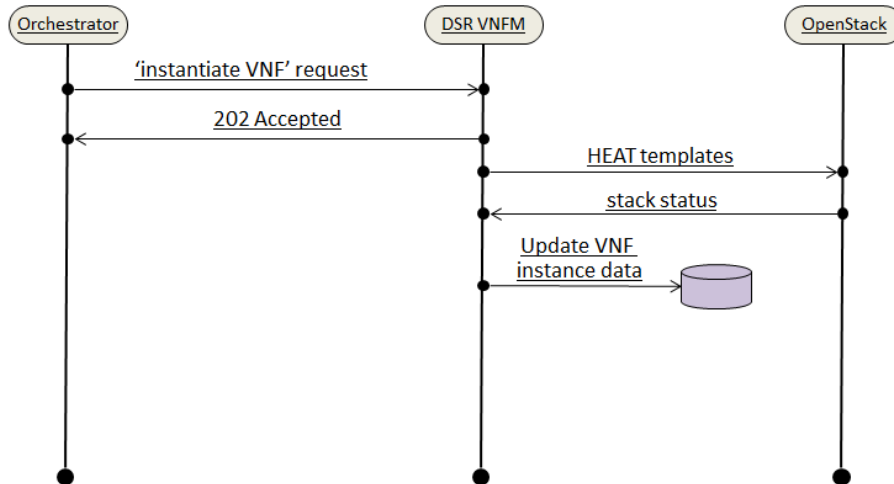 Orchestrator
DSR VNFM
OpenStack
‘instantiate VNF’ request
202 Accepted
HEAT templates
stack status
Update VNF
instance data